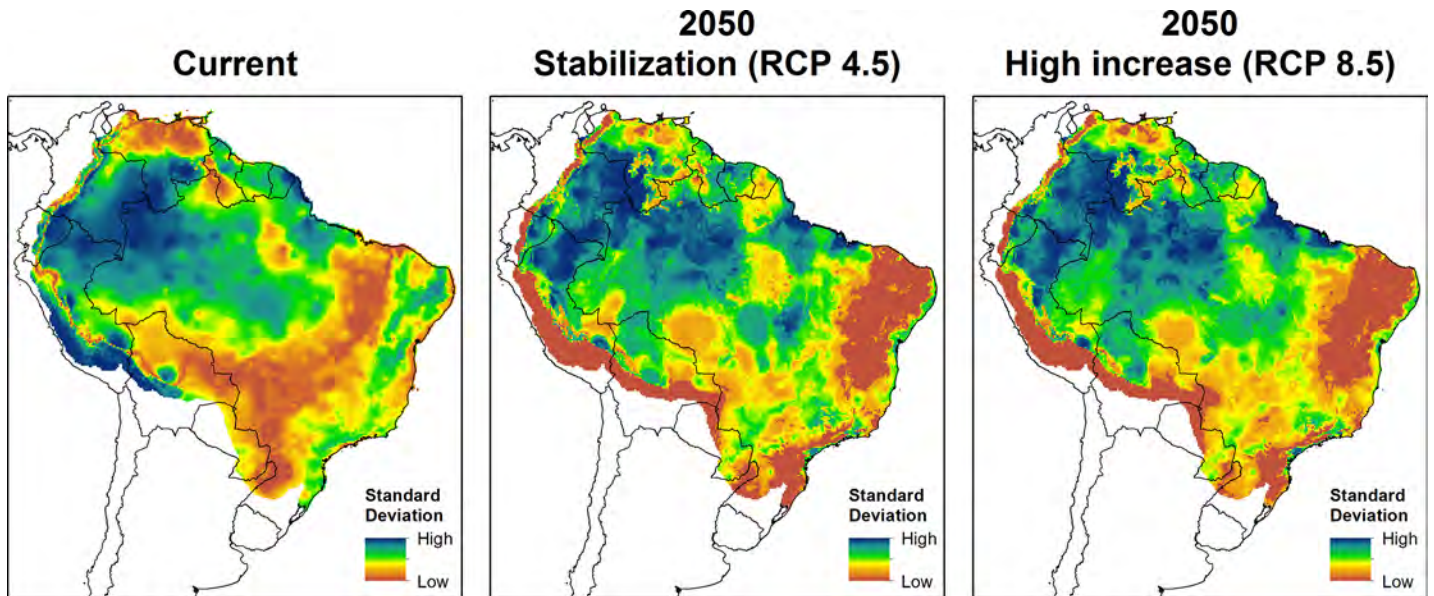 Current
2050
Stabilization (RCP 4.5)
2050
High increase (RCP 8.5)
Standard
Deviation
High
Low
Standard
Deviation
High
Low
Standard
Deviation
High
Low